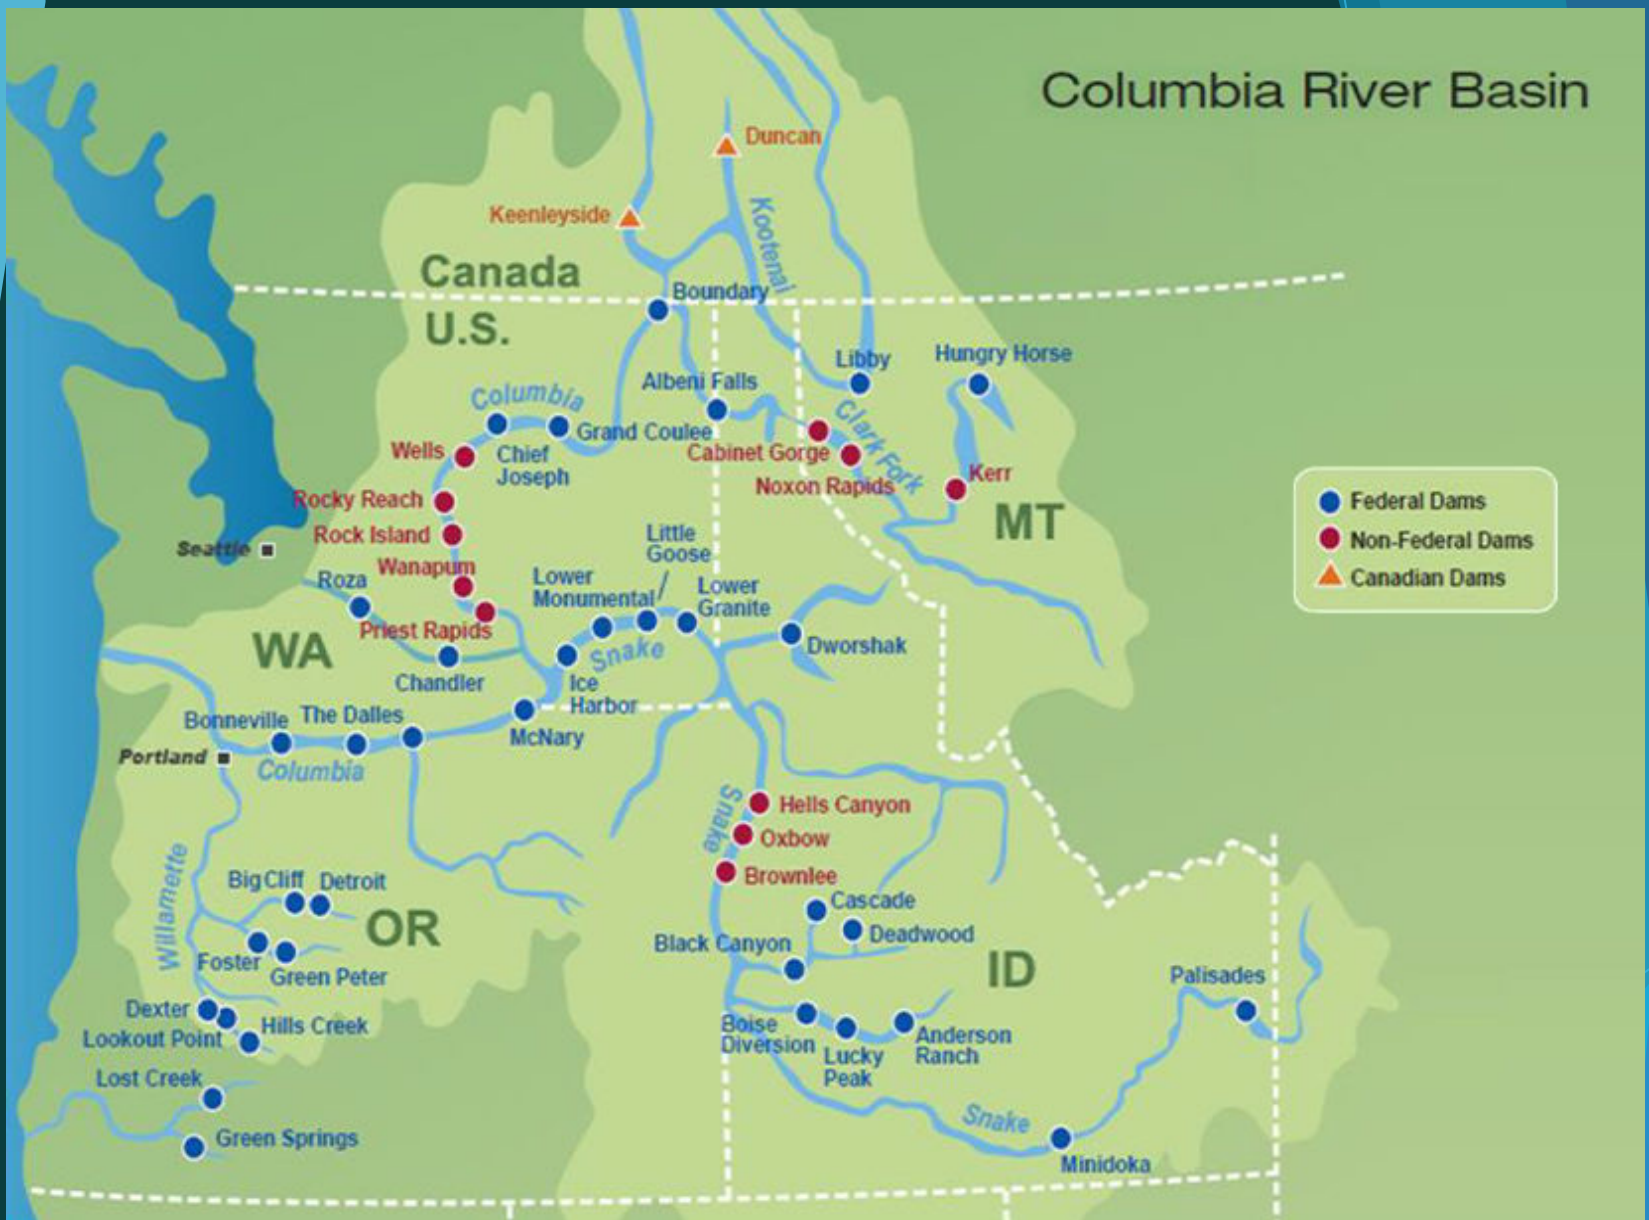 Columbia River Basin
Duncan
Keenleyside
Kootenai
Canada
U.S.
Boundary
Libby
Hungry Horse
Albeni Falls
Columbia
Grand Coulee
Chief
Joseph
Wells
Cabinet Gorge
Clark Fork
Noxon Rapids
Kerr
MT
Rocky Reach
Rock Island
Wanapum
Priest Rapids
Seattle
Roza
Chandler
WA
Little
Goose
Lower
Monumental
Lower
Granite
Snake
Ice
Harbor
Dworshak
Federal Dams
Non-Federal Dams
Canadian Dams
Bonneville
The Dalles
McNary
Portland
Columbia
Snake
Hells Canyon
Oxbow
Brownlee
Willamette
Big Cliff
Detroit
OR
Foster
Green Peter
Dexter
Lookout Point
Hills Creek
Lost Creek
Green Springs
Cascade
Deadwood
Black Canyon
ID
Boise
Diversion
Lucky
Peak
Anderson
Ranch
Palisades
Snake
Minidoka